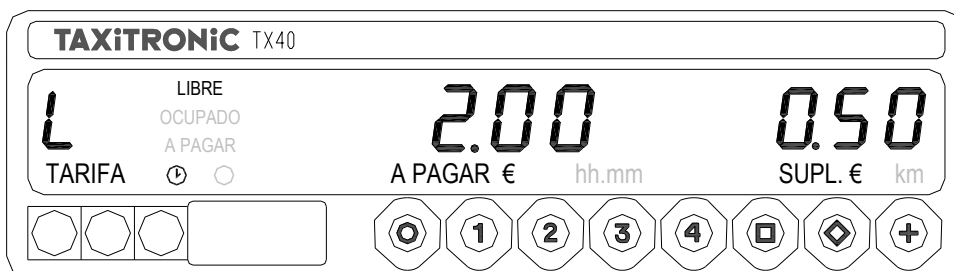 TAXiTRONiC TX40
L LIBRE 2.00 0.50
OCUPADO
A PAGAR
TARIFA A PAGAR € hh.mm SUPL. € km
1 2 3 4